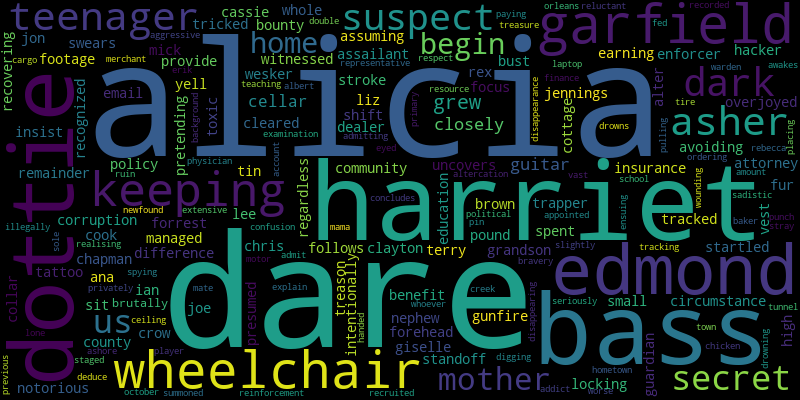 teenager
cassie
bounty
whole
double
orleans
reluctant
recorded
jon
tricked
assuming
suspect
paying
treasure
fed
garfield
aggressive
swears
mick
home
begin
respect
earning
enforcer
laptop
hacker
cargo
footage
merchant
provide
witnessed
assailant
representative
bust
warden
awakes
recovering
email
yell
wesker
stroke
rex
focus
liz
dealer
albert
finance
alter
dark
tire
recognized
erik
toxic
cellar
teaching
grew
shift
closely
resource
jennings
overjoyed
insist
pretending
background
cleared
examination
primary
disappearance
cottage
drowns
pulling
asher
placing
alicia
avoiding
rebecca
policy
physician
community
uncovers
guitar
insurance
ordering
attorney
remainder
tin
account
admitting
eyed
altercation
vast
school
amount
fur
dottie
keeping
regardless
harriet
wounding
sadistic
ruin
newfound
extensive
lee
brown
trapper
tracked
vest
punch
stray
corruption
forrest
confusion
mama
education
political
appointed
ensuing
baker
illegally
cook
managed
concludes
pound
pin
spent
number
sole
realising
chapman
difference
chris
follows
clayton
terry
grandson
slightly
startled
tattoo
spying
ana
motor
admit
treason
intentionally
bravery
tracking
edmond
collar
privately
ian
mate
explain
benefit
creek
disappearing
seriously
small
circumstance
sit
brutally
joe
presumed
dare
whoever
gunfire
town
chicken
tunnel
us
ceiling
nephew
bass
high
lone
county
crow
handed
forehead
digging
drowning
ashore
player
giselle
standoff
hometown
guardian
staged
deduce
wheelchair
mother
locking
secret
previous
notorious
october
summoned
reinforcement
recruited
addict
worse